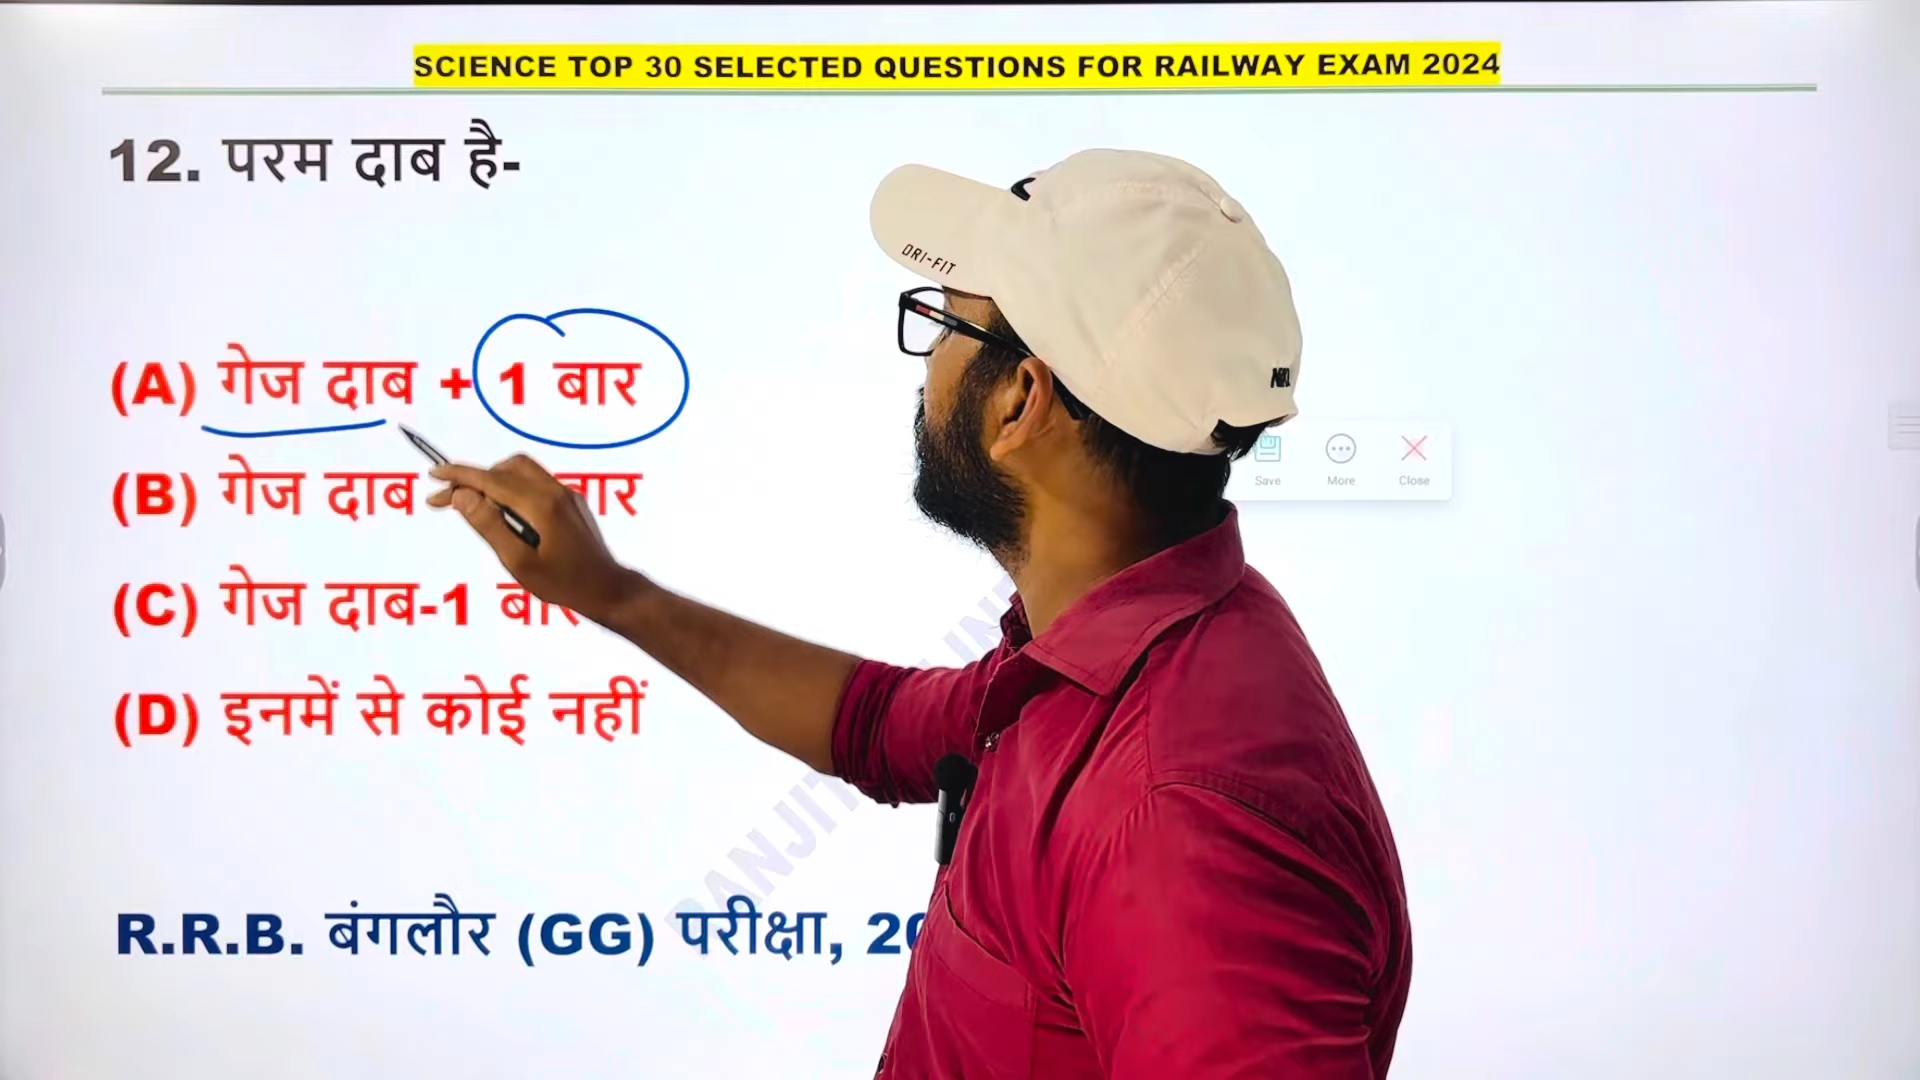 SCIENCE TOP 30 SELECTED QUESTIONS FOR RAILWAY EXAM 2024
12. परम दाब है-
DRI-FIT
(A) गेज दाब + 1 बार
(B) गेज दाब बार
Save More Close
(C) गेज दाब-1 बार
(D) इनमें से कोई नहीं
R.R.B. बंगलौर (GG) परीक्षा,